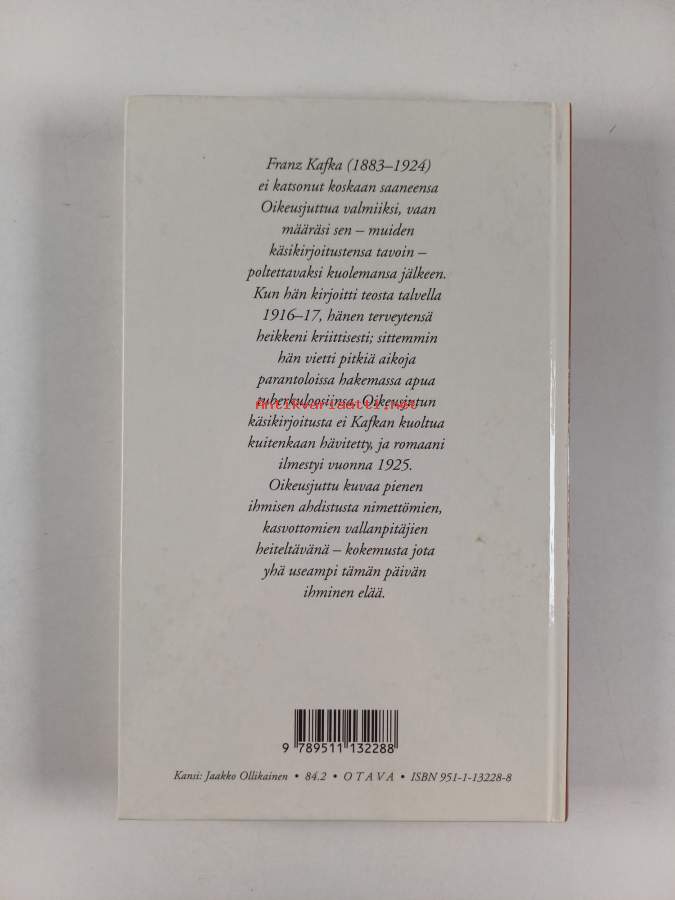 Franz Kafka (1883–1924)
ei katsonut koskaan saaneensa
Oikeusjuttua valmiiksi, vaan
määräsi sen – muiden
käsikirjoitustensa tavoin –
poltettavaksi kuolemansa jälkeen.
Kun hän kirjoitti teosta talvella
1916–17, hänen terveytensä
heikkeni kriittisesti; sittemmin
hän vietti pitkiä aikoja
parantoloissa hakemassa apua
tuberkuloosiinsa. Oikeusjutun
Antikvariaatti.net
käsikirjoitusta ei Kafkan kuoltua
kuitenkaan hävitetty, ja romaani
ilmestyi vuonna 1925.
Oikeusjuttu kuvaa pienen
ihmisen ahdistusta nimettömien,
kasvottomien vallanpitäjien
heiteltävänä – kokemusta jota
yhä useampi tämän päivän
ihminen elää.
9 789511 132288
Kansi: Jaakko Ollikainen • 84.2 • OTAVA • ISBN 951-1-13228-8